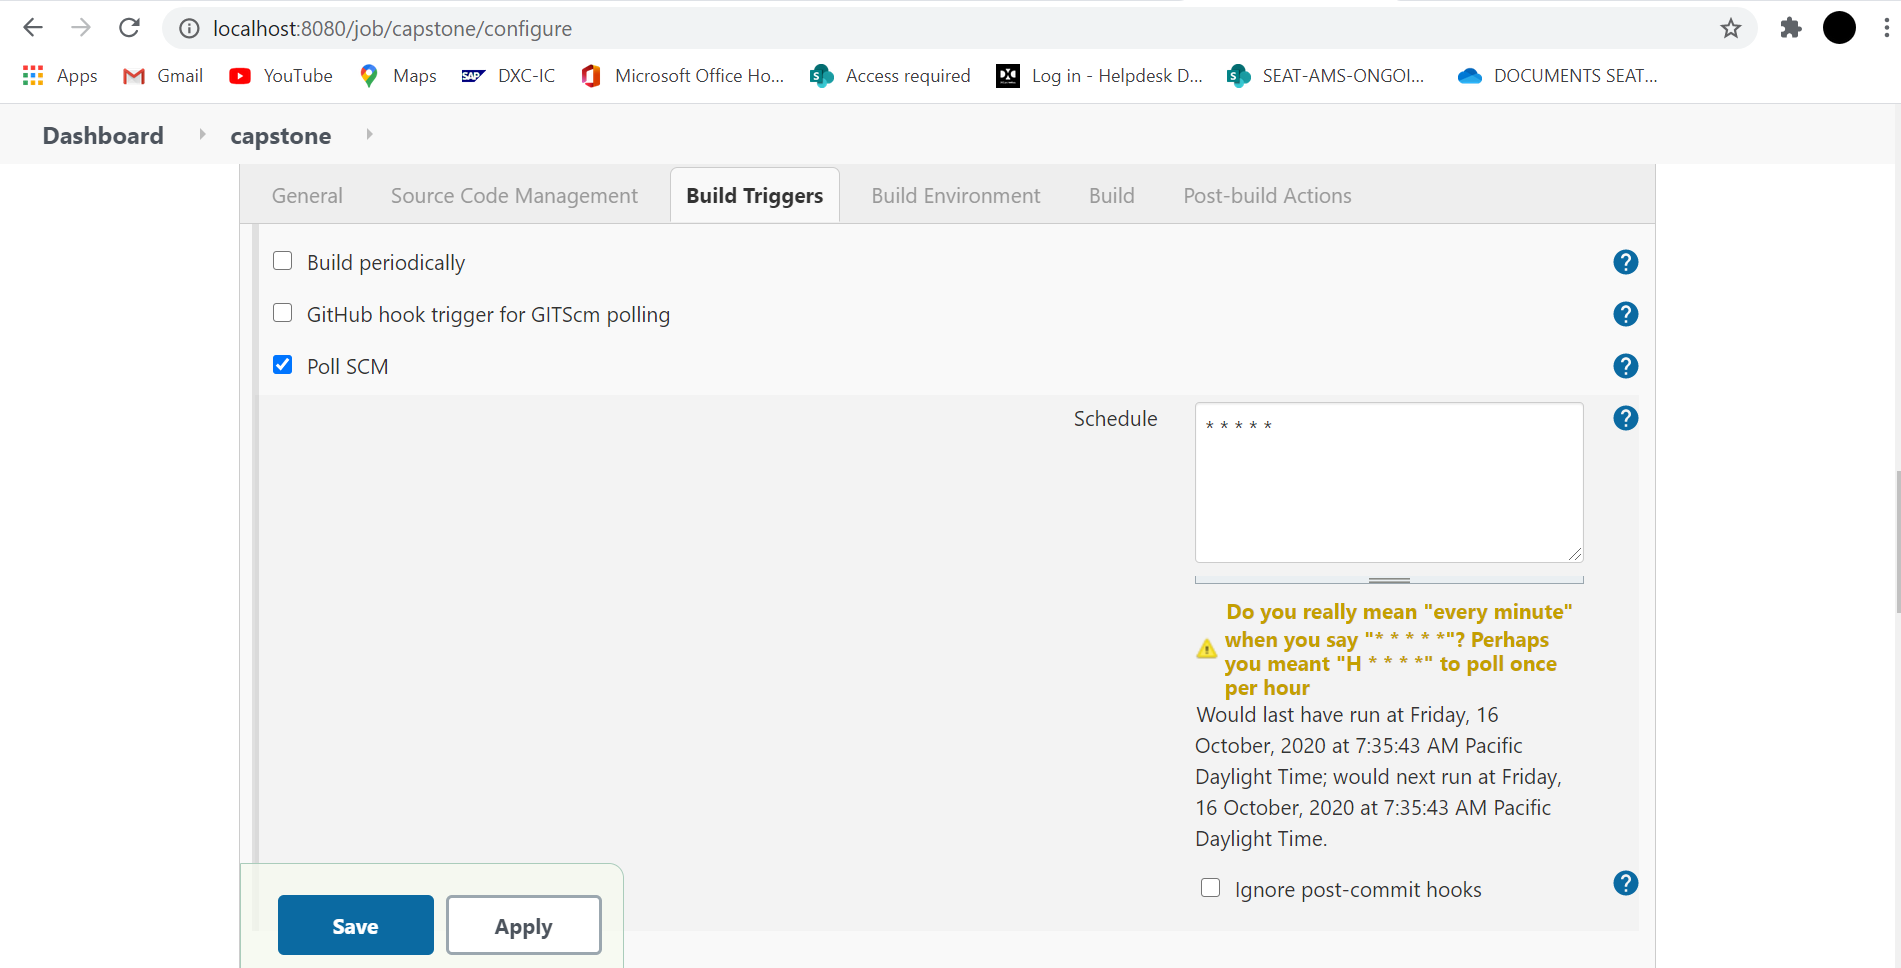 localhost:8080/job/capstone/configure
Apps Gmail YouTube Maps SAP DXC-IC Microsoft Office Ho... S Access required Log in - Helpdesk D... S SEAT-AMS-ONGOI... DOCUMENTS SEAT...
Dashboard capstone
General Source Code Management Build Triggers Build Environment Build Post-build Actions
Build periodically ?
GitHub hook trigger for GITScm polling ?
Poll SCM ?
Schedule * * * * * ?
Do you really mean "every minute"
when you say "* * * * *"? Perhaps
you meant "H * * * *" to poll once
per hour
Would last have run at Friday, 16
October, 2020 at 7:35:43 AM Pacific
Daylight Time; would next run at Friday,
16 October, 2020 at 7:35:43 AM Pacific
Daylight Time.
Ignore post-commit hooks ?
Save Apply